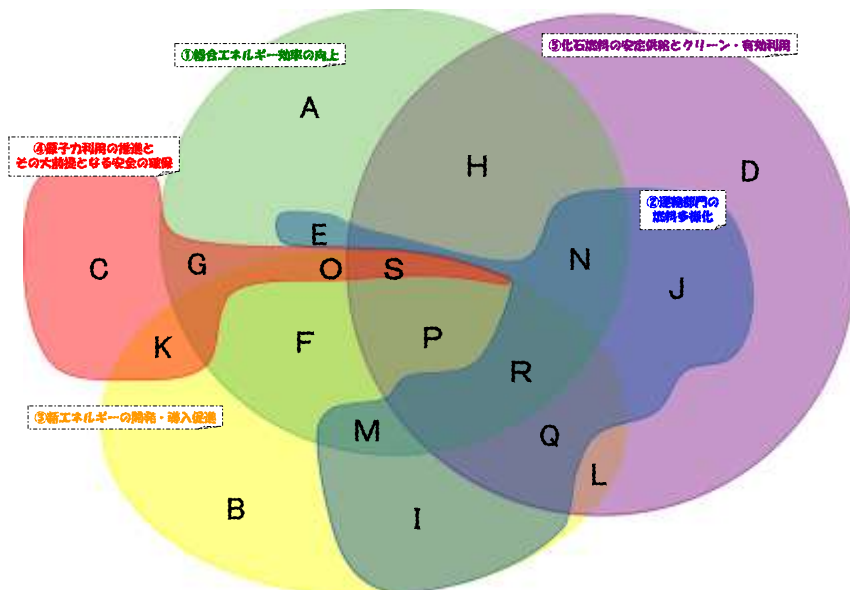 ①総合エネルギー効率の向上
⑤化石燃料の安定供給とクリーン・有効利用
A
④原子力利用の推進と
その大前提となる安全の確保
H
D
②運輸部門の
燃料多様化
E
C
G
O
S
N
J
K
F
P
R
③新エネルギーの開発・導入促進
M
Q
L
B
I